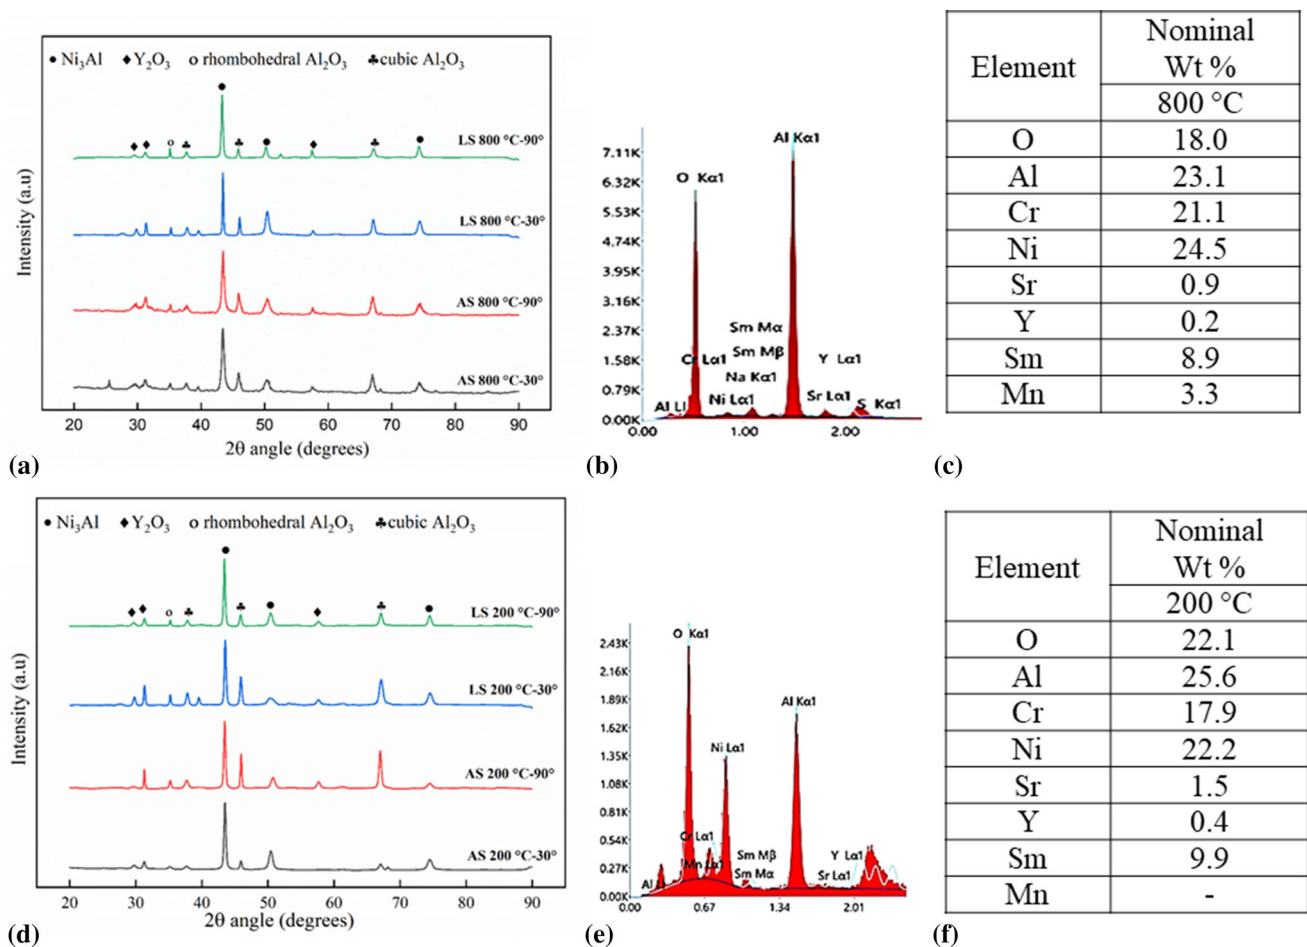 ● Ni₃Al ♦ Y₂O₃ o rhombohedral Al₂O₃ ♣cubic Al₂O₃
LS 800 °C-90°
LS 800 °C-30°
AS 800 °C-90°
AS 800 °C-30°
Intensity (a.u)
20 30 40 50 60 70 80 90
2θ angle (degrees)
(a)
7.11K
6.32K
5.53K
4.74K
3.95K
3.16K
2.37K
1.58K
0.79K
0.00K
Al Kα1
O Kα1
Sm Mα
Cr Lα1 Sm Mβ Y Lα1
Na Kα1
Al Ll Ni Lα1 Sr Lα1 S Kα1
0.00 1.00 2.00
(b)
Element Nominal
Wt %
800 °C
O 18.0
Al 23.1
Cr 21.1
Ni 24.5
Sr 0.9
Y 0.2
Sm 8.9
Mn 3.3
(c)
● Ni₃Al ♦ Y₂O₃ o rhombohedral Al₂O₃ ♣cubic Al₂O₃
LS 200 °C-90°
LS 200 °C-30°
AS 200 °C-90°
AS 200 °C-30°
Intensity (a.u)
20 30 40 50 60 70 80 90
2θ angle (degrees)
(d)
2.43K
1.89K
1.62K
1.35K
1.08K
0.81K
0.54K
0.27K
0.00K
O Kα1
Al Kα1
Ni Lα1
Cr Lα1
Mn Lα1 Sm Mβ Y Lα1
Al Sm Mα Sr Lα1
0.00 0.67 1.34 2.01
(e)
Element Nominal
Wt %
200 °C
O 22.1
Al 25.6
Cr 17.9
Ni 22.2
Sr 1.5
Y 0.4
Sm 9.9
Mn -
(f)